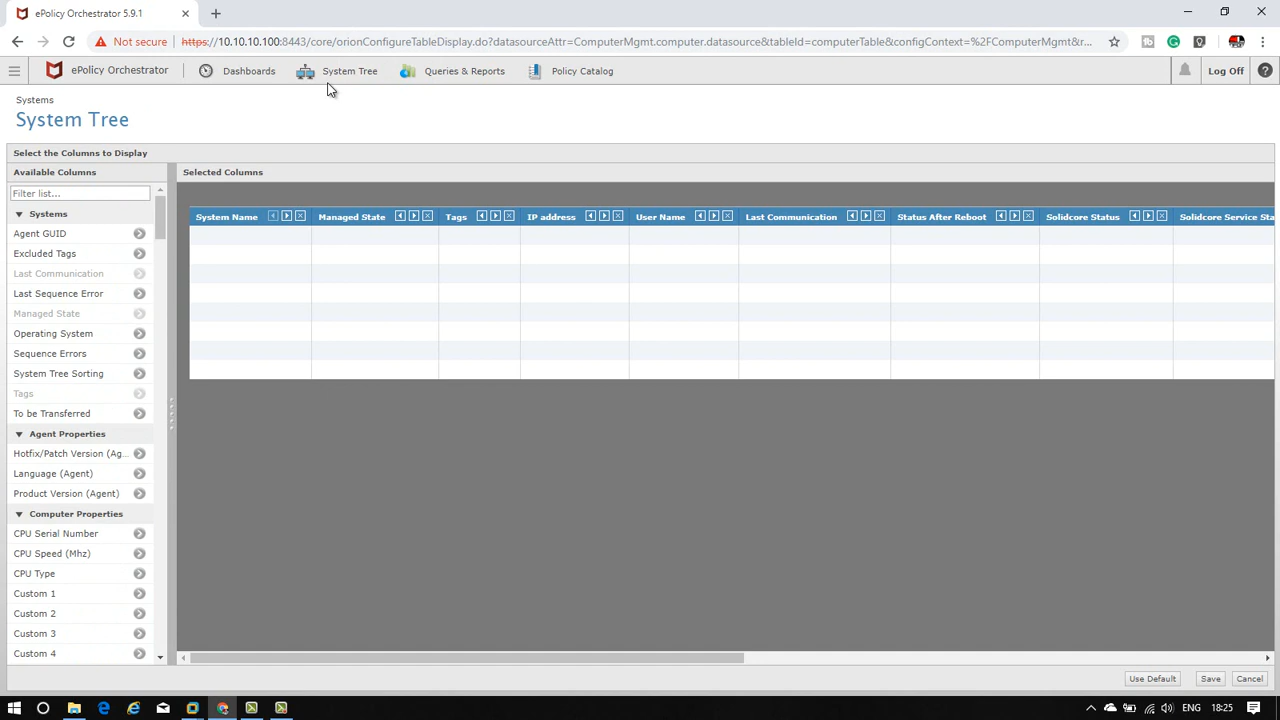 ePolicy Orchestrator 5.9.1
Not secure
https://10.10.10.100:8443/core/orionConfigureTableDisplay.do?datasourceAttr=ComputerMgmt.computer.datasource&tableId=computerTable&configContext=%2FComputerMgmt&r...
ePolicy Orchestrator
Dashboards
System Tree
Queries & Reports
Policy Catalog
Log Off
Systems
System Tree
Select the Columns to Display
Available Columns
Selected Columns
Filter list...
System Name
Managed State
Tags
IP address
User Name
Last Communication
Status After Reboot
Solidcore Status
Solidcore Service Sta
Systems
Agent GUID
Excluded Tags
Last Communication
Last Sequence Error
Managed State
Operating System
Sequence Errors
System Tree Sorting
Tags
To be Transferred
Agent Properties
Hotfix/Patch Version (Ag...
Language (Agent)
Product Version (Agent)
Computer Properties
CPU Serial Number
CPU Speed (Mhz)
CPU Type
Custom 1
Custom 2
Custom 3
Custom 4
Use Default
Save
Cancel
ENG
18:25